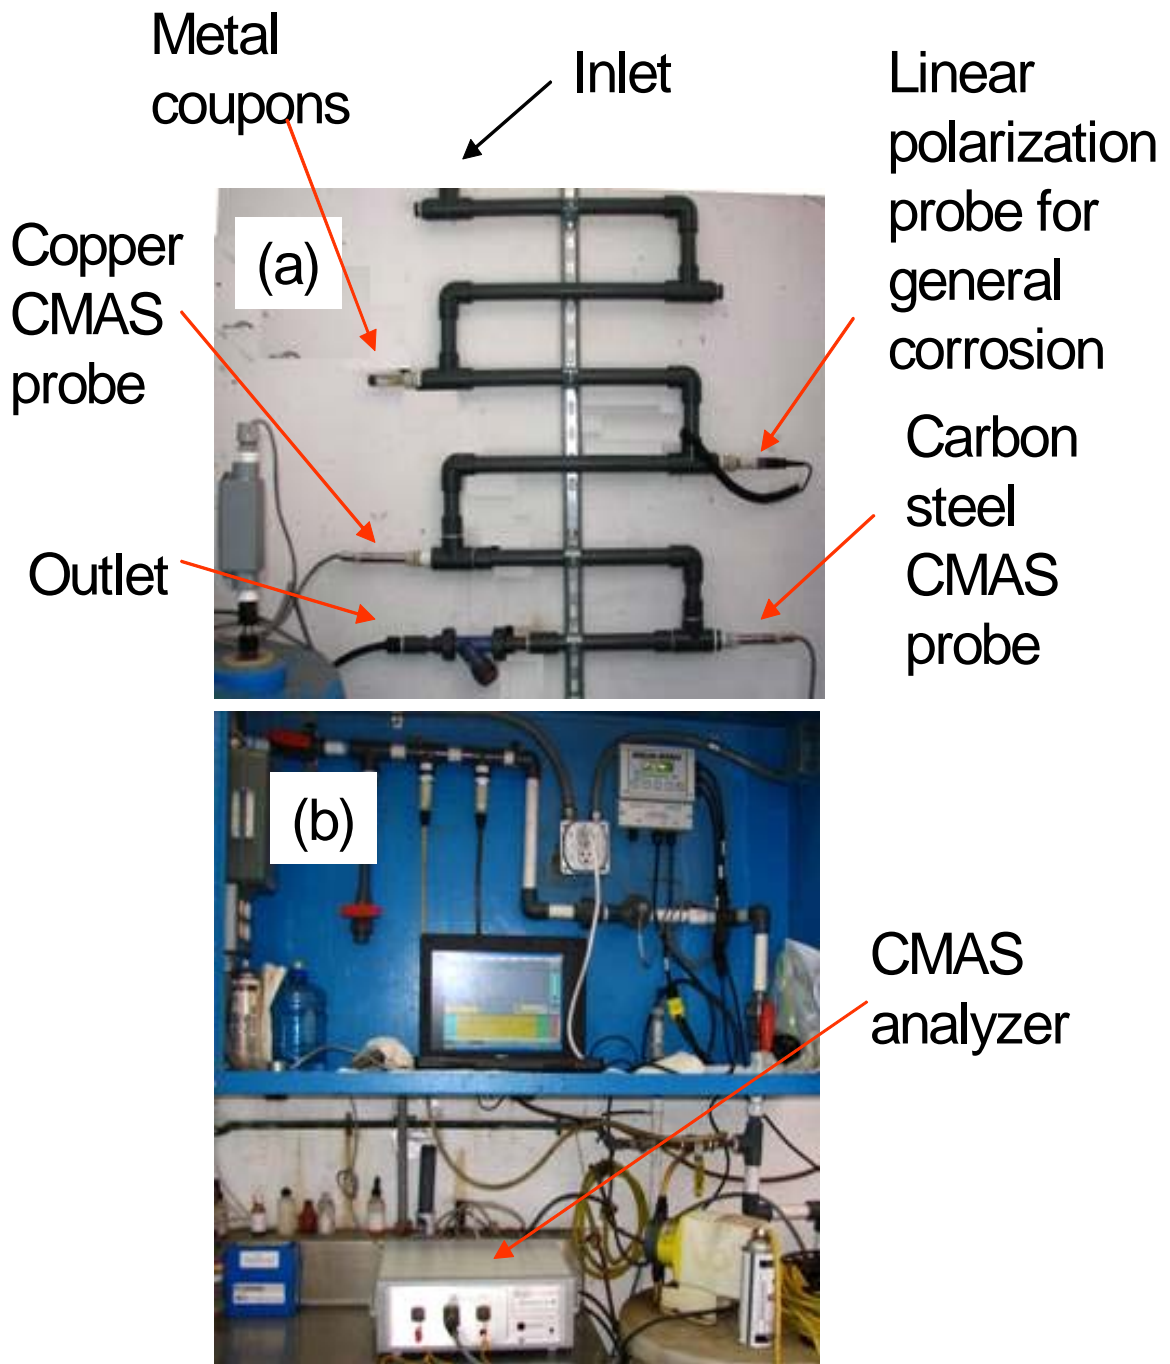 Metal
coupons
Inlet
Linear
polarization
probe for
general
corrosion
Copper
CMAS
probe
(a)
Carbon
steel
CMAS
probe
Outlet
(b)
CMAS
analyzer